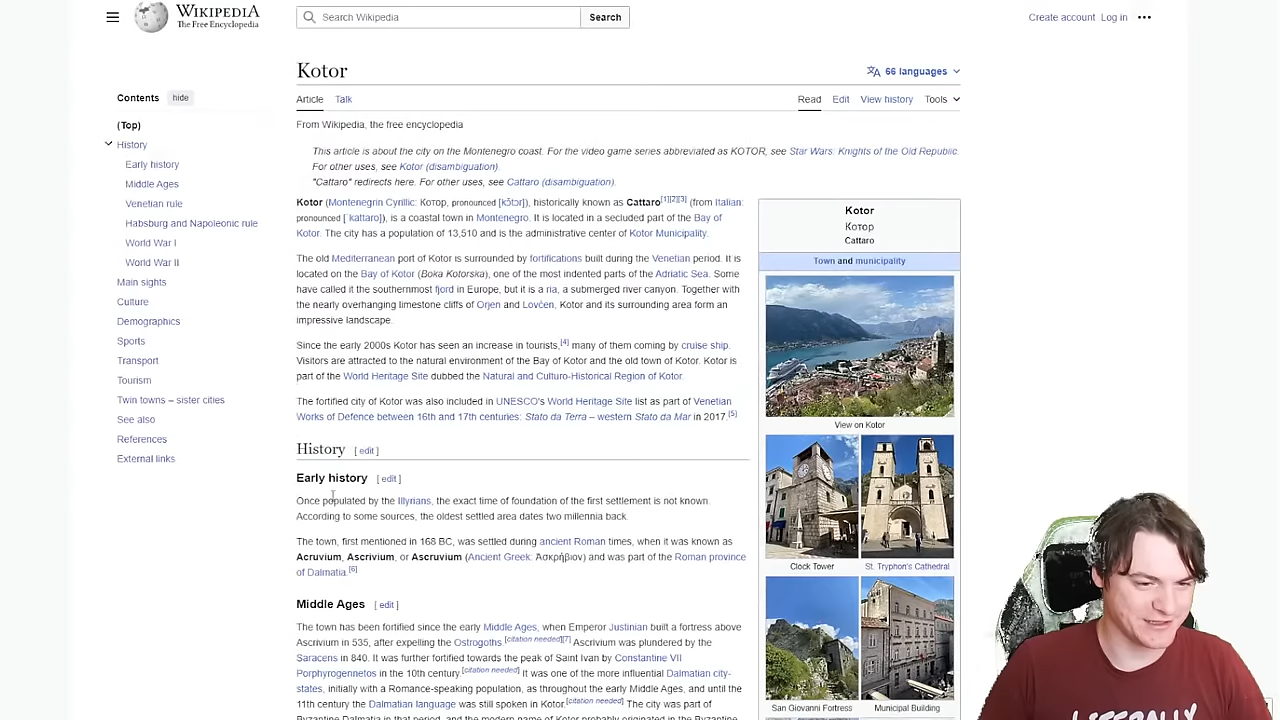 WIKIPEDIA
The Free Encyclopedia
Search Wikipedia
Search
Create account Log in
Kotor
66 languages
Contents hide
Article Talk
Read Edit View history Tools
(Top)
From Wikipedia, the free encyclopedia
History
Early history
Middle Ages
Venetian rule
Habsburg and Napoleonic rule
World War I
World War II
Main sights
Culture
Demographics
Sports
Transport
Tourism
Twin towns – sister cities
See also
References
External links
This article is about the city on the Montenegro coast. For the video game series abbreviated as KOTOR, see Star Wars: Knights of the Old Republic.
For other uses, see Kotor (disambiguation).
"Cattaro" redirects here. For other uses, see Cattaro (disambiguation).
Kotor (Montenegrin Cyrillic: Котор, pronounced [kɔ̌tɔr]), historically known as Cattaro[1][2][3] (from Italian:
pronounced [ˈkattaro]), is a coastal town in Montenegro. It is located in a secluded part of the Bay of
Kotor. The city has a population of 13,510 and is the administrative center of Kotor Municipality.
The old Mediterranean port of Kotor is surrounded by fortifications built during the Venetian period. It is
located on the Bay of Kotor (Boka Kotorska), one of the most indented parts of the Adriatic Sea. Some
have called it the southernmost fjord in Europe, but it is a ria, a submerged river canyon. Together with
the nearly overhanging limestone cliffs of Orjen and Lovćen, Kotor and its surrounding area form an
impressive landscape.
Since the early 2000s Kotor has seen an increase in tourists,[4] many of them coming by cruise ship.
Visitors are attracted to the natural environment of the Bay of Kotor and the old town of Kotor. Kotor is
part of the World Heritage Site dubbed the Natural and Culturo-Historical Region of Kotor.
The fortified city of Kotor was also included in UNESCO's World Heritage Site list as part of Venetian
Works of Defence between 16th and 17th centuries: Stato da Terra – western Stato da Mar in 2017.[5]
History [ edit ]
Early history [ edit ]
Once populated by the Illyrians, the exact time of foundation of the first settlement is not known.
According to some sources, the oldest settled area dates two millennia back.
The town, first mentioned in 168 BC, was settled during ancient Roman times, when it was known as
Acruvium, Ascrivium, or Ascruvium (Ancient Greek: Ἀσκρήβιον) and was part of the Roman province
of Dalmatia.[6]
Middle Ages [ edit ]
The town has been fortified since the early Middle Ages, when Emperor Justinian built a fortress above
Ascrivium in 535, after expelling the Ostrogoths.[citation needed][7] Ascrivium was plundered by the
Saracens in 840. It was further fortified towards the peak of Saint Ivan by Constantine VII
Porphyrogennetos in the 10th century.[citation needed] It was one of the more influential Dalmatian city-
states, initially with a Romance-speaking population, as throughout the early Middle Ages, and until the
11th century the Dalmatian language was still spoken in Kotor.[citation needed] The city was part of
Byzantine Dalmatia in that period, and the modern name of Kotor probably originated in the Byzantine
Kotor
Котор
Cattaro
Town and municipality
View on Kotor
Clock Tower
St. Tryphon's Cathedral
San Giovanni Fortress
Municipal Building
LITERALLY